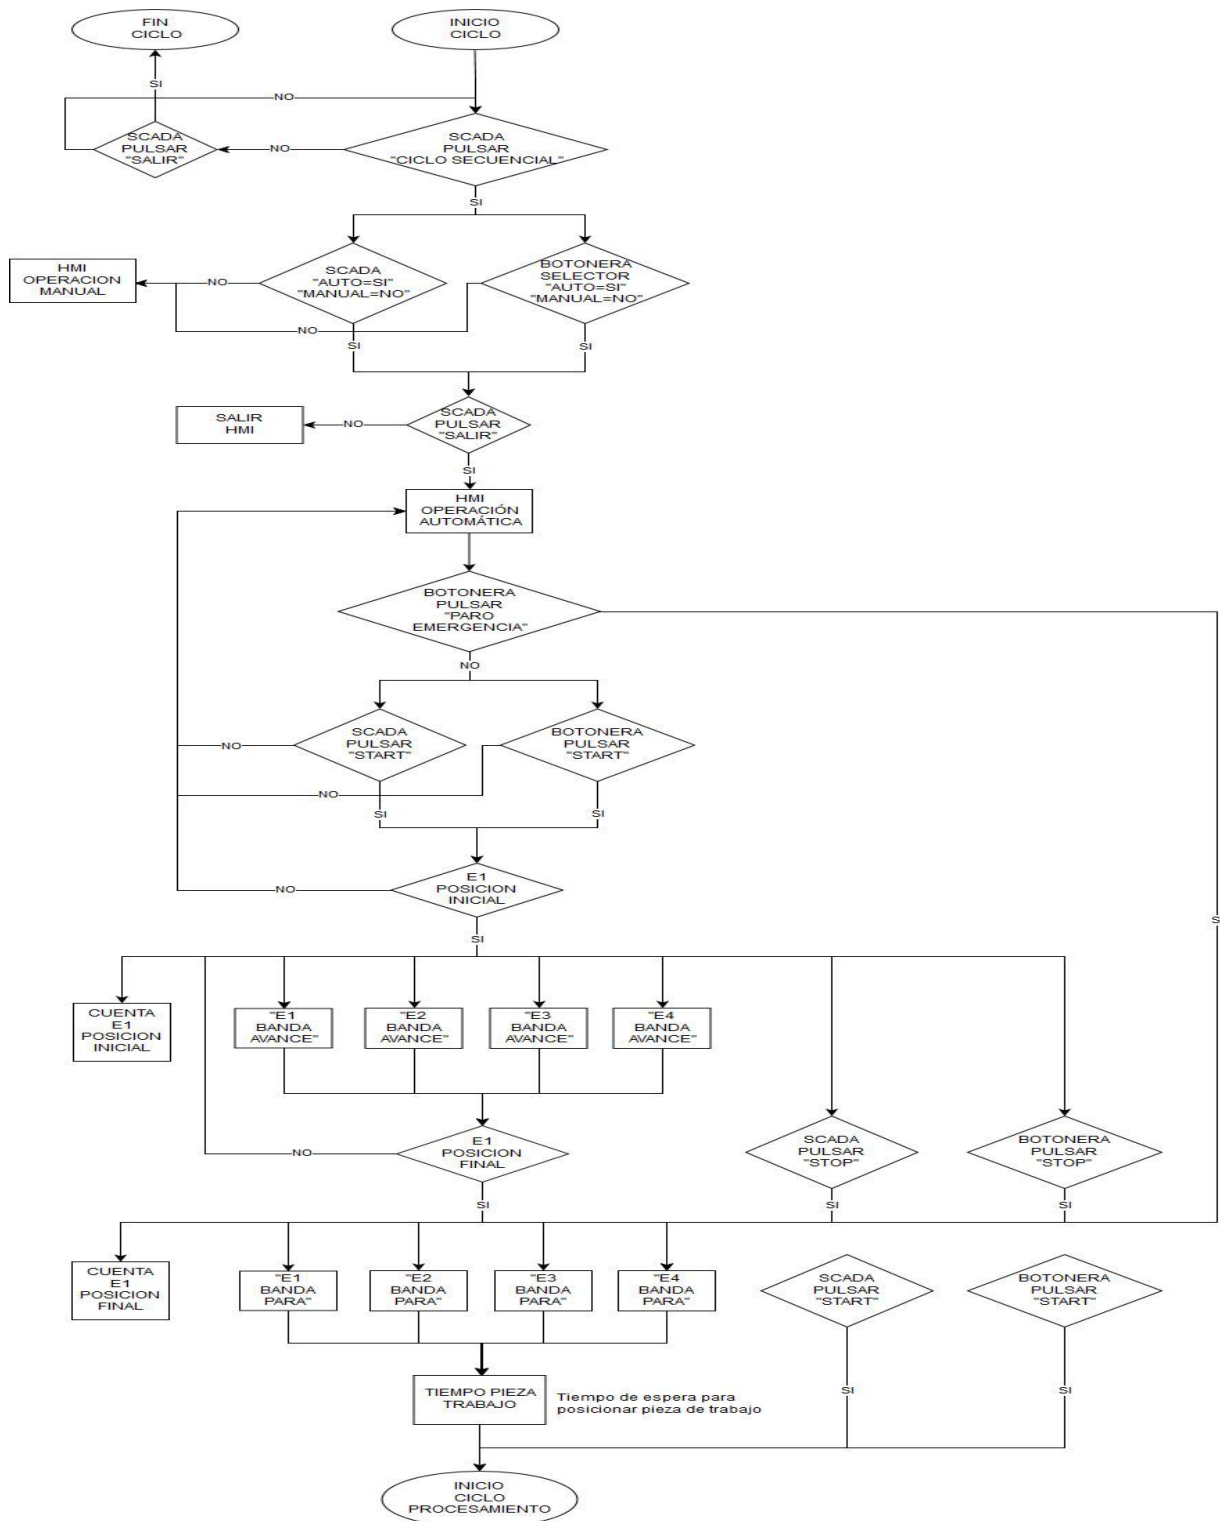 FIN
CICLO
INICIO
CICLO
SI
NO
SCADA
PULSAR
"SALIR"
NO
SCADA
PULSAR
"CICLO SECUENCIAL"
SI
HMI
OPERACION
MANUAL
NO
SCADA
"AUTO=SI"
"MANUAL=NO"
BOTONERA
SELECTOR
"AUTO=SI"
"MANUAL=NO"
NO
SI
SI
SALIR
HMI
NO
SCADA
PULSAR
"SALIR"
SI
HMI
OPERACIÓN
AUTOMÁTICA
BOTONERA
PULSAR
"PARO
EMERGENCIA"
NO
NO
SCADA
PULSAR
"START"
BOTONERA
PULSAR
"START"
NO
SI
SI
NO
E1
POSICION
INICIAL
S
SI
CUENTA
E1
POSICION
INICIAL
"E1
BANDA
AVANCE"
"E2
BANDA
AVANCE"
"E3
BANDA
AVANCE"
"E4
BANDA
AVANCE"
NO
E1
POSICION
FINAL
SCADA
PULSAR
"STOP"
BOTONERA
PULSAR
"STOP"
SI
SI
SI
CUENTA
E1
POSICION
FINAL
"E1
BANDA
PARA"
"E2
BANDA
PARA"
"E3
BANDA
PARA"
"E4
BANDA
PARA"
SCADA
PULSAR
"START"
BOTONERA
PULSAR
"START"
TIEMPO PIEZA
TRABAJO
Tiempo de espera para
posicionar pieza de trabajo
SI
SI
INICIO
CICLO
PROCESAMIENTO